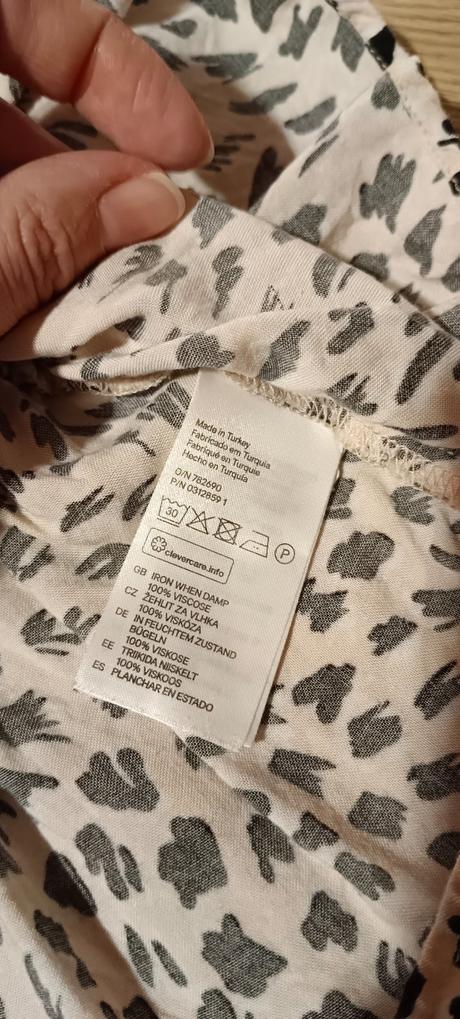 Made in Turkey
Fabricado em Turquia
Fabriqué en Turquie
Hecho en Turquía
O/N 782690
P/N 0312859 1
30
P
clevercare.info
GB IRON WHEN DAMP
100% VISCOSE
CZ ŽEHLIT ZA VLHKA
100% VISKÓZA
DE IN FEUCHTEM ZUSTAND
BÜGELN
100% VISKOSE
EE TRIIKIDA NIISKELT
100% VISKOOS
ES PLANCHAR EN ESTADO